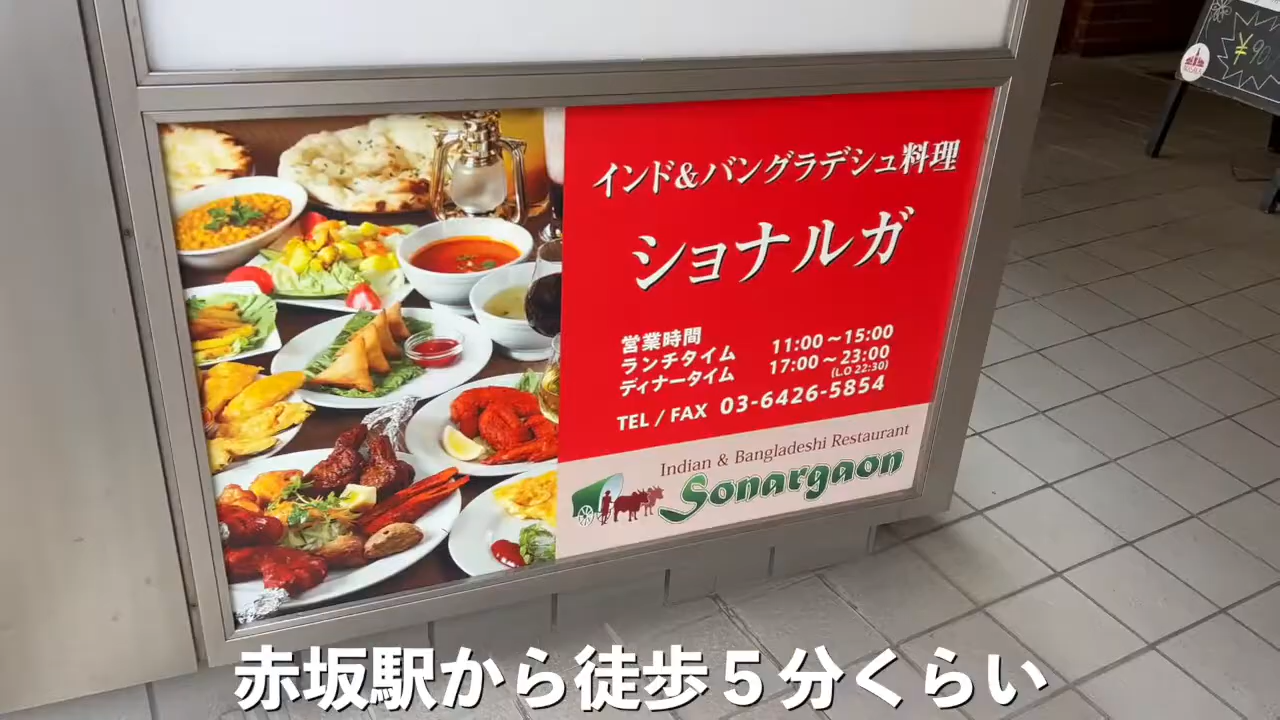 インド&バングラデシュ料理
ショナルガ
営業時間
ランチタイム 11:00～15:00
ディナータイム 17:00～23:00
(L.O 22:30)
TEL / FAX 03-6426-5854
Indian & Bangladeshi Restaurant
Sonargaon
赤坂駅から徒歩５分くらい